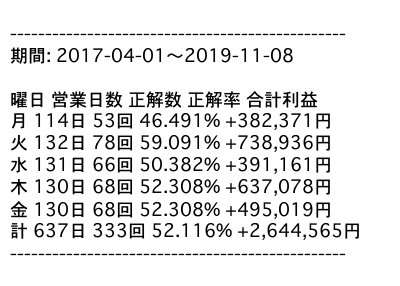 ------------------------------------------------
期間: 2017-04-01～2019-11-08
曜日 営業日数 正解数 正解率 合計利益
月 114日 53回 46.491% +382,371円
火 132日 78回 59.091% +738,936円
水 131日 66回 50.382% +391,161円
木 130日 68回 52.308% +637,078円
金 130日 68回 52.308% +495,019円
計 637日 333回 52.116% +2,644,565円
------------------------------------------------